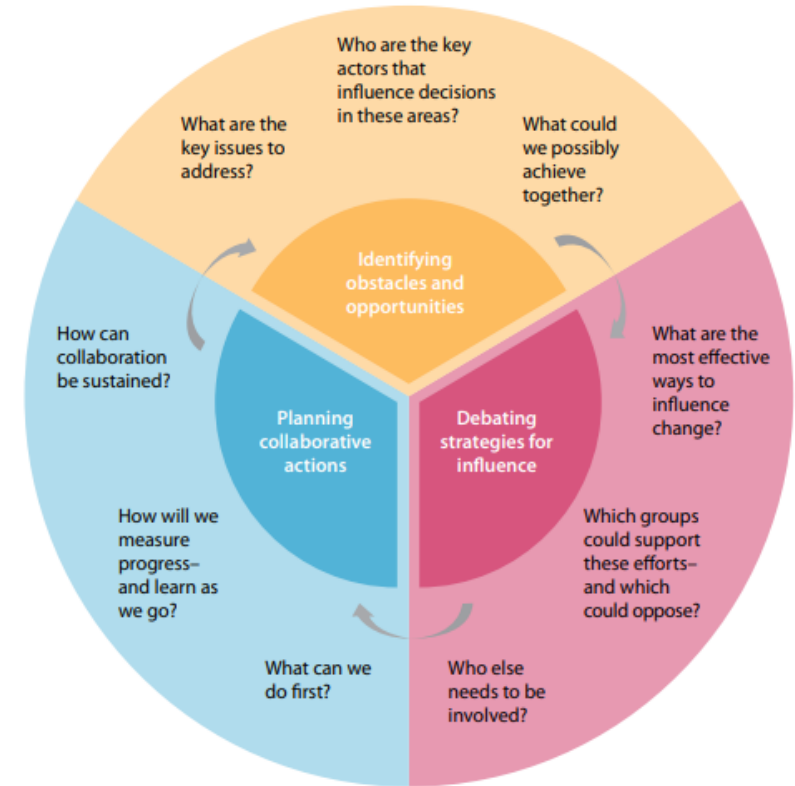 Who are the key
actors that
influence decisions
in these areas?
What are the
key issues to
address?
What could
we possibly
achieve
together?
Identifying
obstacles and
opportunities
How can
collaboration
be sustained?
What are the
most effective
ways to
influence
change?
Planning
collaborative
actions
Debating
strategies for
influence
How will we
measure
progress–
and learn as
we go?
Which groups
could support
these efforts–
and which
could oppose?
What can we
do first?
Who else
needs to be
involved?